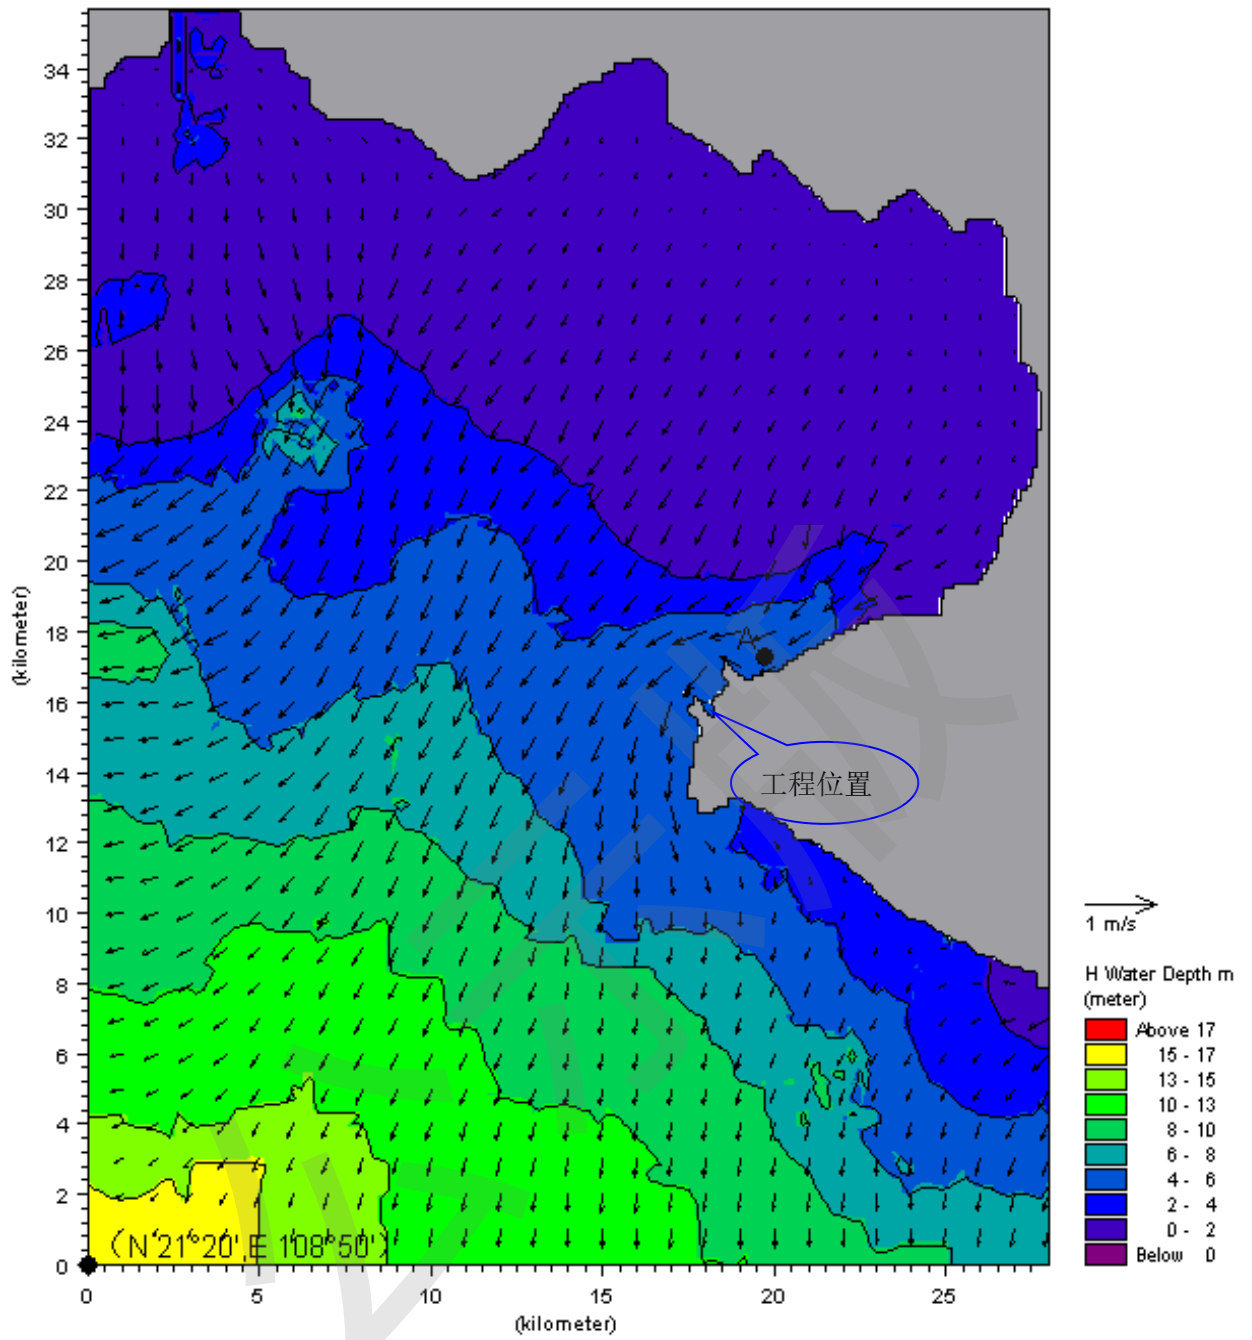 34
32
30
28
26
24
22
20
18
16
14
12
10
8
6
4
2
0
(kilometer)
A
工程位置
(N 21°20',E 108°50')
0 5 10 15 20 25
(kilometer)
1 m/s
H Water Depth m
(meter)
Above 17
15 - 17
13 - 15
10 - 13
8 - 10
6 - 8
4 - 6
2 - 4
0 - 2
Below 0